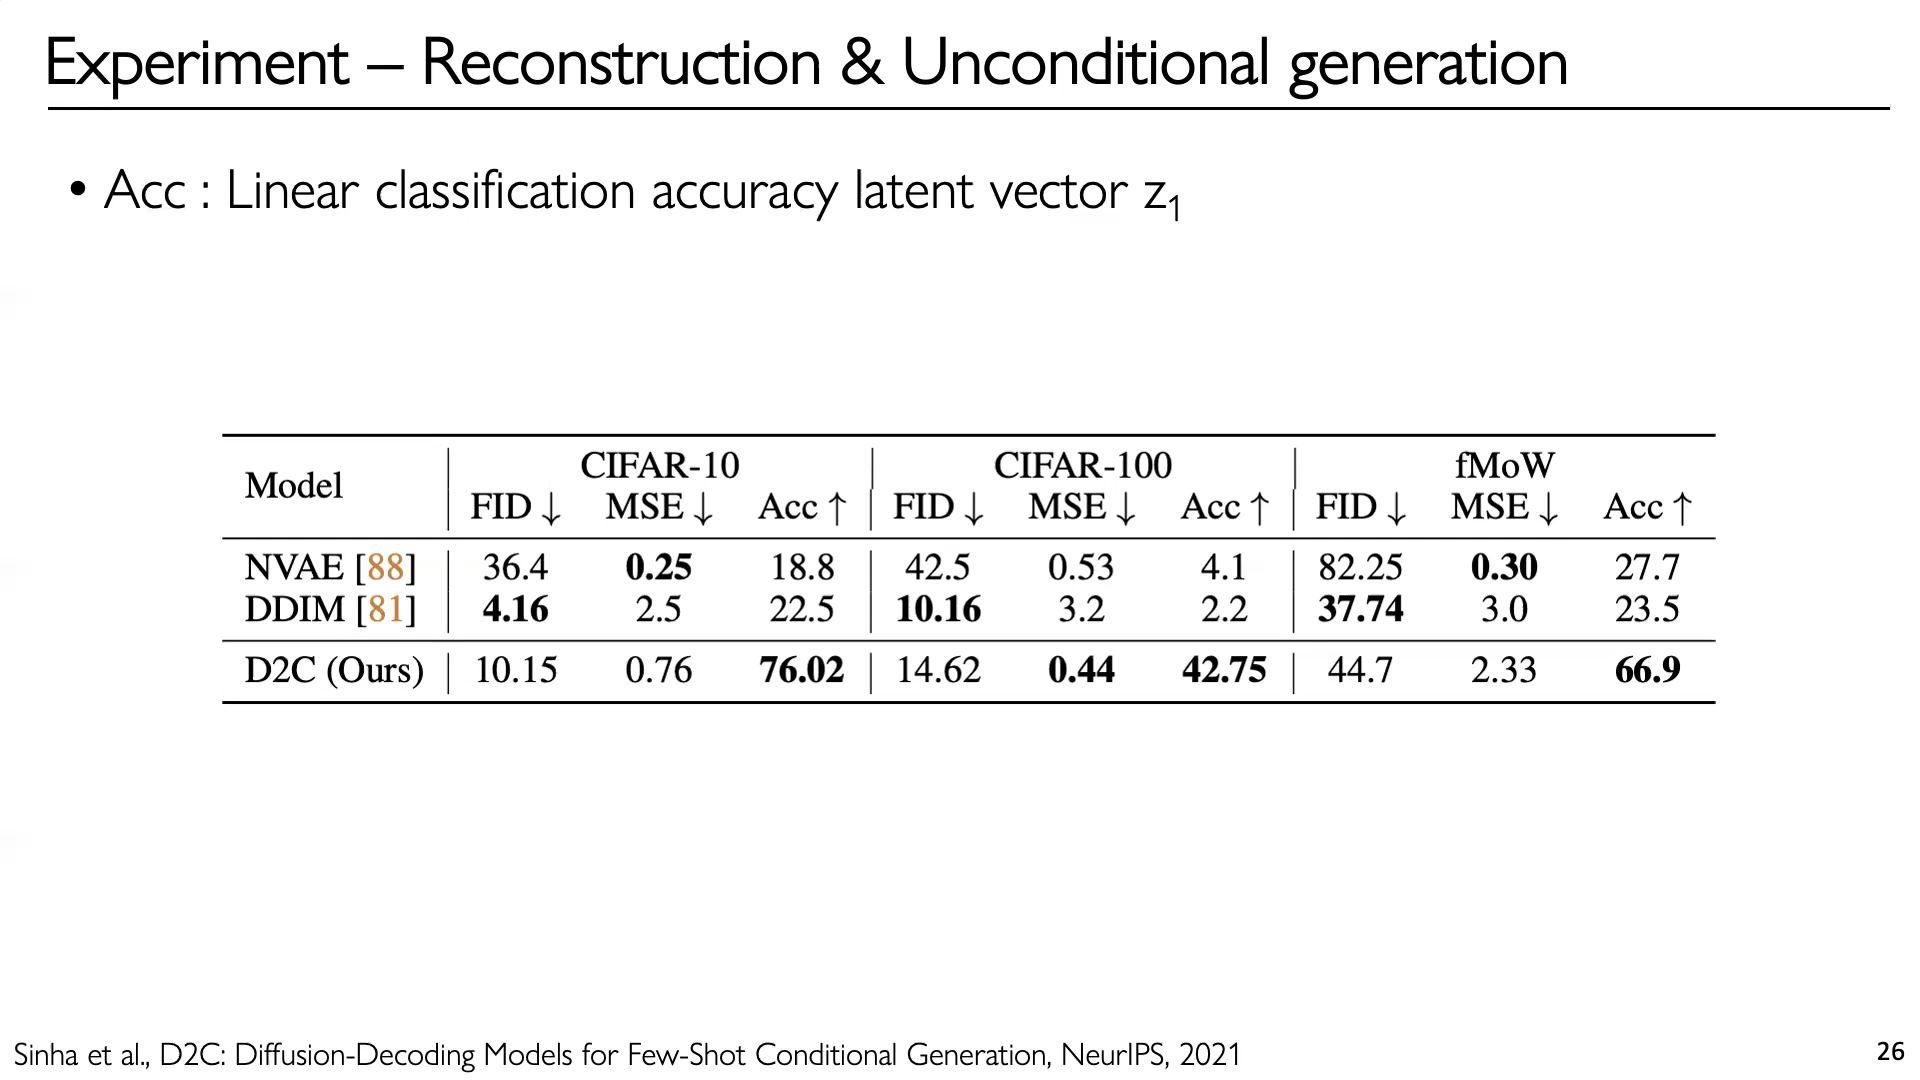 Experiment – Reconstruction & Unconditional generation
• Acc : Linear classification accuracy latent vector z₁
Model CIFAR-10 CIFAR-100 fMoW
FID ↓ MSE ↓ Acc ↑ FID ↓ MSE ↓ Acc ↑ FID ↓ MSE ↓ Acc ↑
NVAE [88] 36.4 0.25 18.8 42.5 0.53 4.1 82.25 0.30 27.7
DDIM [81] 4.16 2.5 22.5 10.16 3.2 2.2 37.74 3.0 23.5
D2C (Ours) 10.15 0.76 76.02 14.62 0.44 42.75 44.7 2.33 66.9
Sinha et al., D2C: Diffusion-Decoding Models for Few-Shot Conditional Generation, NeurIPS, 2021
26